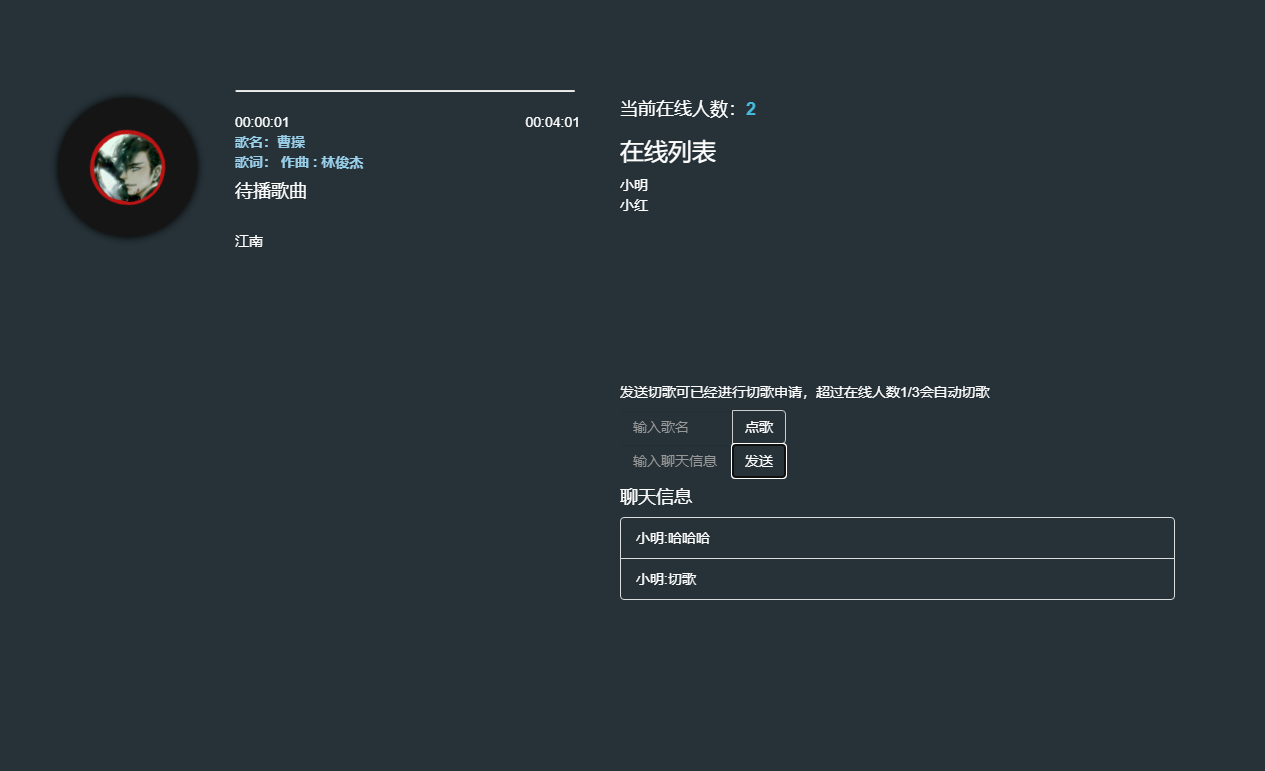 00:00:01
00:04:01
歌名：曹操
歌词： 作曲 : 林俊杰
待播歌曲
江南
当前在线人数：2
在线列表
小明
小红
发送切歌可已经进行切歌申请，超过在线人数1/3会自动切歌
输入歌名
点歌
输入聊天信息
发送
聊天信息
小明:哈哈哈
小明:切歌